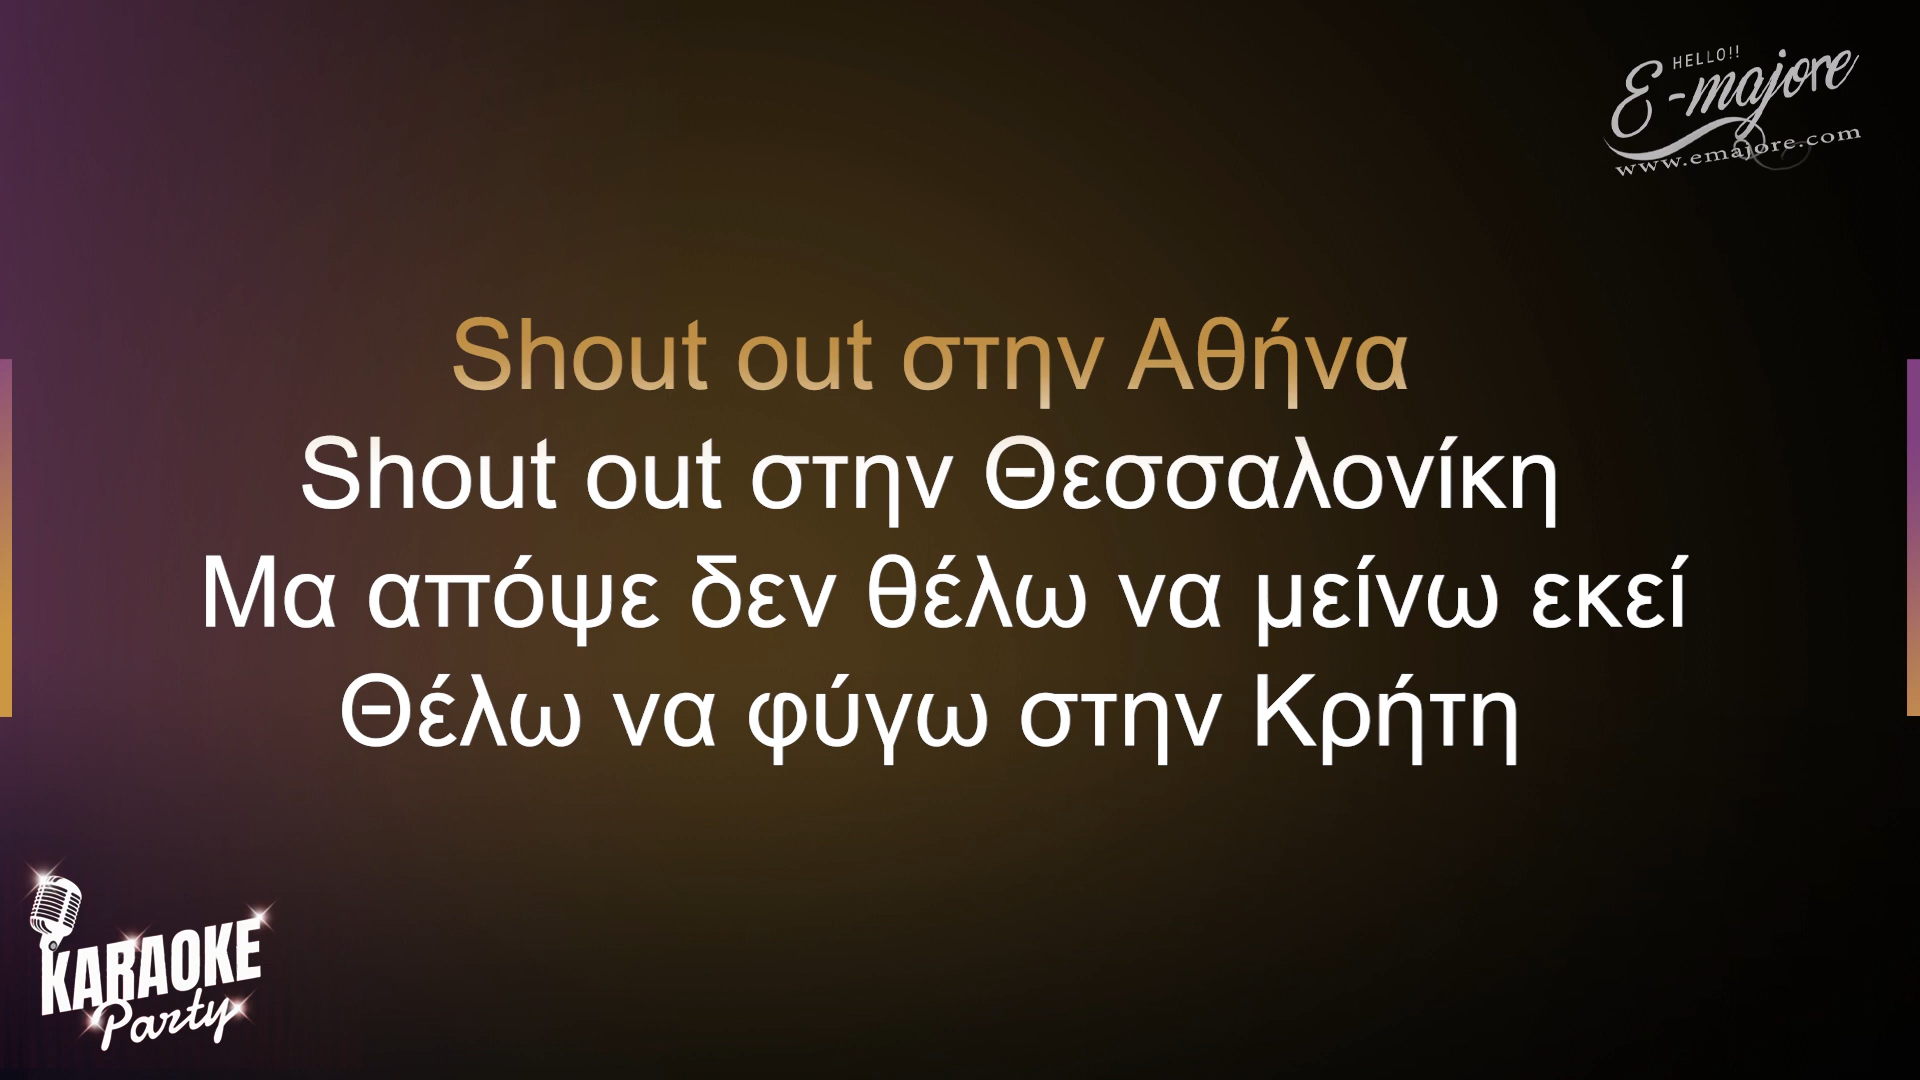 HELLO!!
E-majore
www.emajore.com
Shout out στην Αθήνα
Shout out στην Θεσσαλονίκη
Μα απόψε δεν θέλω να μείνω εκεί
Θέλω να φύγω στην Κρήτη
KARAOKE
Party